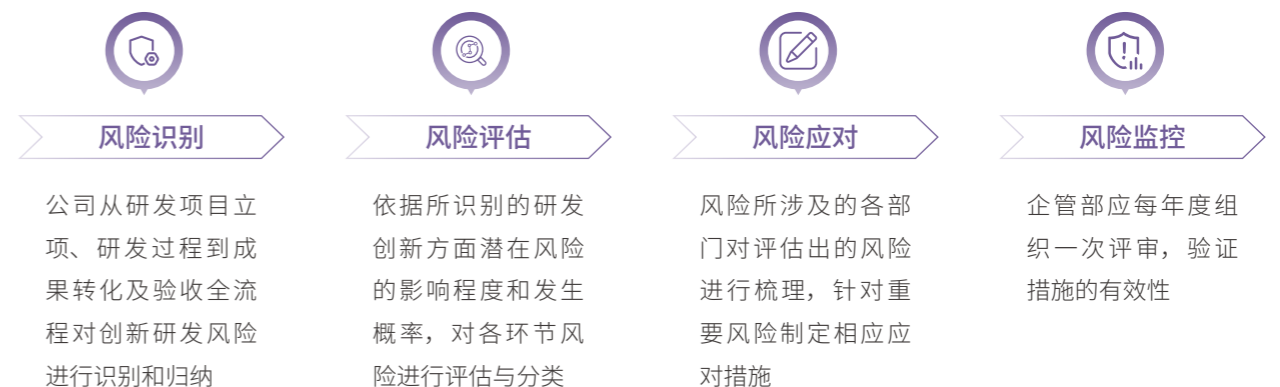 风险识别
公司从研发项目立
项、研发过程到成
果转化及验收全流
程对创新研发风险
进行识别和归纳
风险评估
依据所识别的研发
创新方面潜在风险
的影响程度和发生
概率，对各环节风
险进行评估与分类
风险应对
风险所涉及的各部
门对评估出的风险
进行梳理，针对重
要风险制定相应应
对措施
风险监控
企管部应每年度组
织一次评审，验证
措施的有效性